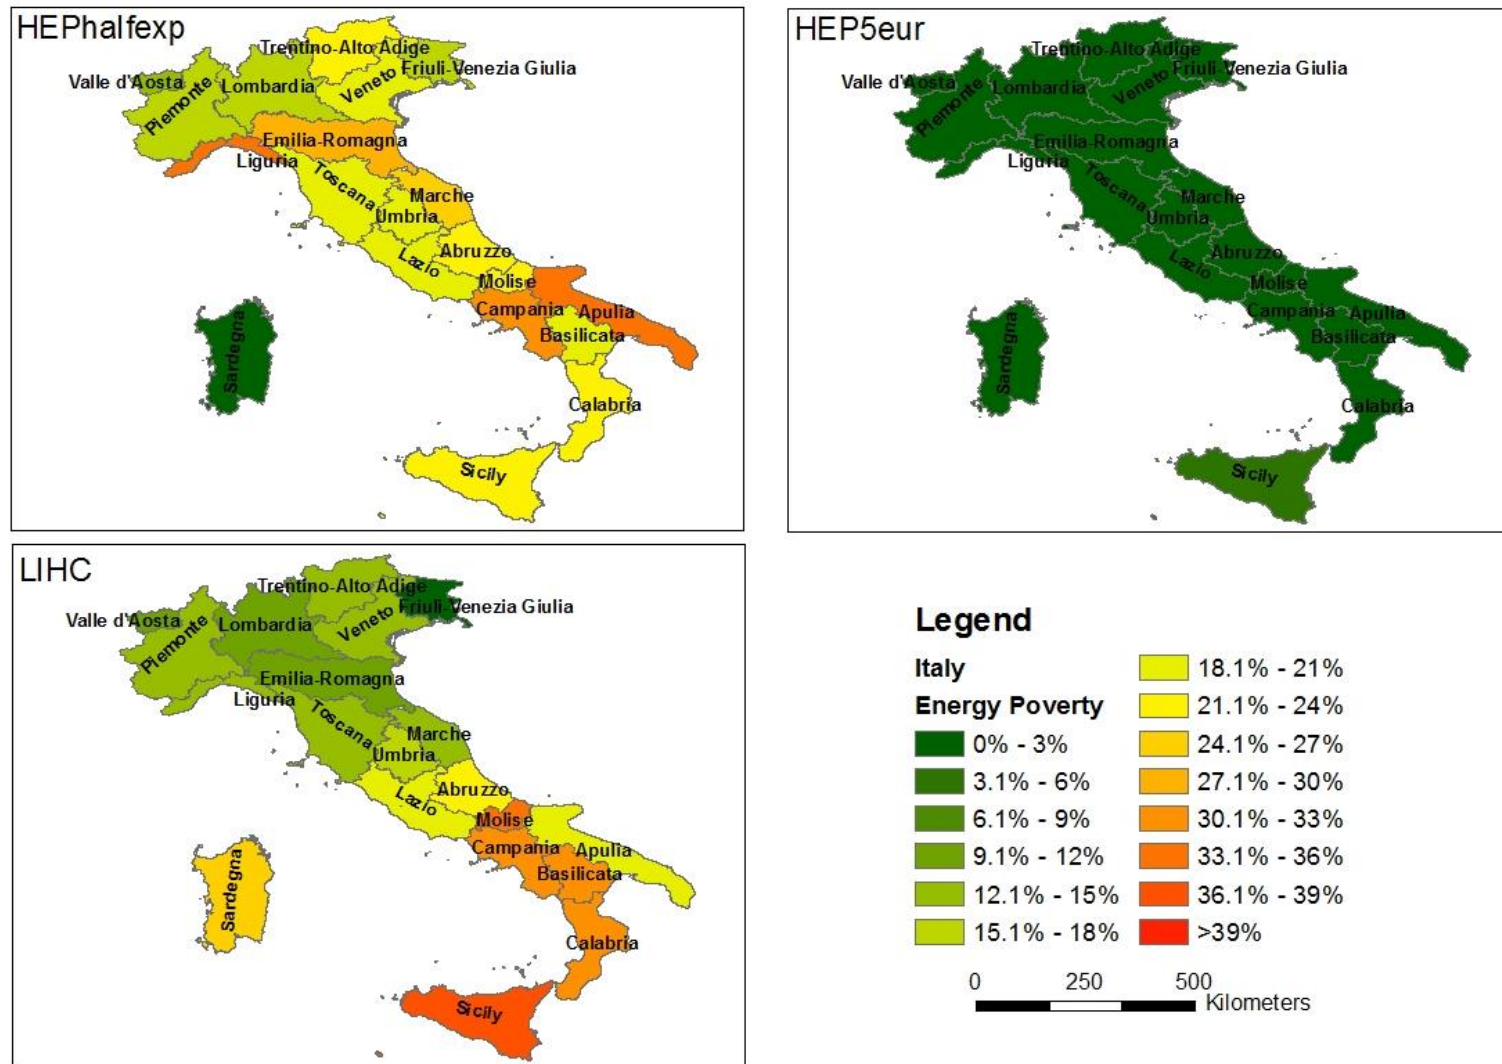 HEPhalfexp
Trentino-Alto Adige
Valle d'Aosta
Friuli-Venezia Giulia
Piemonte
Lombardia
Veneto
Emilia-Romagna
Liguria
Toscana
Marche
Umbria
Abruzzo
Lazio
Molise
Campania
Apulia
Basilicata
Sardegna
Calabria
Sicily
HEP5eur
Trentino-Alto Adige
Valle d'Aosta
Friuli-Venezia Giulia
Piemonte
Lombardia
Veneto
Emilia-Romagna
Liguria
Toscana
Marche
Umbria
Abruzzo
Lazio
Molise
Campania
Apulia
Basilicata
Sardegna
Calabria
Sicily
LIHC
Trentino-Alto Adige
Valle d'Aosta
Friuli-Venezia Giulia
Piemonte
Lombardia
Veneto
Emilia-Romagna
Liguria
Toscana
Marche
Umbria
Abruzzo
Lazio
Molise
Campania
Apulia
Basilicata
Sardegna
Calabria
Sicily
Legend
Italy
Energy Poverty
0% - 3%
3.1% - 6%
6.1% - 9%
9.1% - 12%
12.1% - 15%
15.1% - 18%
18.1% - 21%
21.1% - 24%
24.1% - 27%
27.1% - 30%
30.1% - 33%
33.1% - 36%
36.1% - 39%
>39%
0 250 500
Kilometers